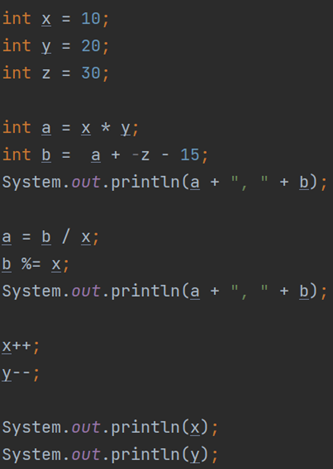 int x = 10;
int y = 20;
int z = 30;

int a = x * y;
int b =  a + -z - 15;
System.out.println(a + ", " + b);

a = b / x;
b %= x;
System.out.println(a + ", " + b);

x++;
y--;

System.out.println(x);
System.out.println(y);